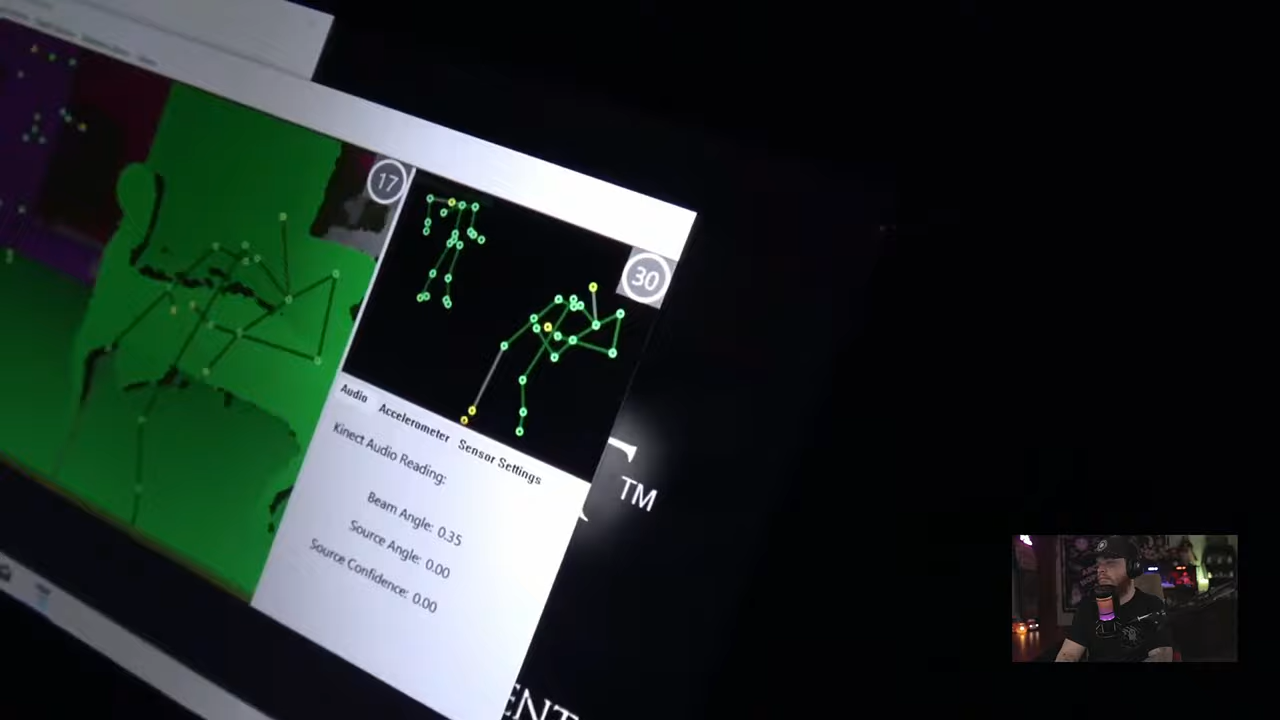 17
30
Audio Accelerometer Sensor Settings
Kinect Audio Reading:
Beam Angle: 0.35
Source Angle: 0.00
Source Confidence: 0.00
TM
ENT